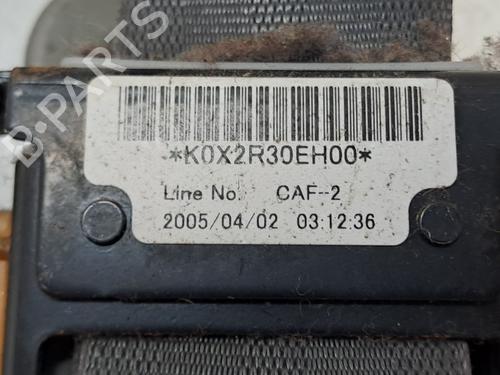 B-PARTS
*K0X2R30EH00*
Line No. CAF--2
2005/04/02 03:12:36